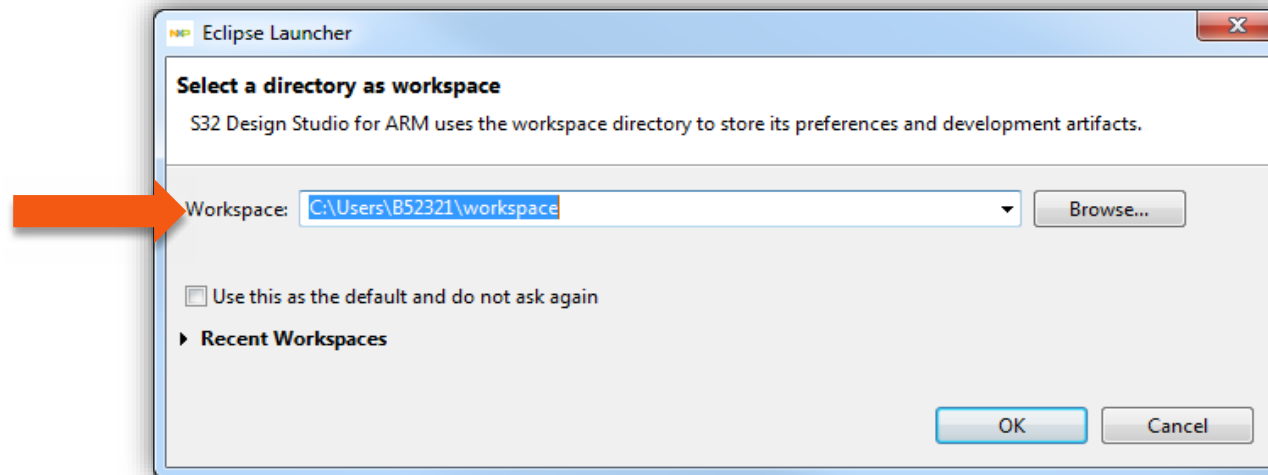 NXP Eclipse Launcher
Select a directory as workspace
S32 Design Studio for ARM uses the workspace directory to store its preferences and development artifacts.
Workspace: C:\Users\B52321\workspace Browse...
Use this as the default and do not ask again
Recent Workspaces
OK Cancel